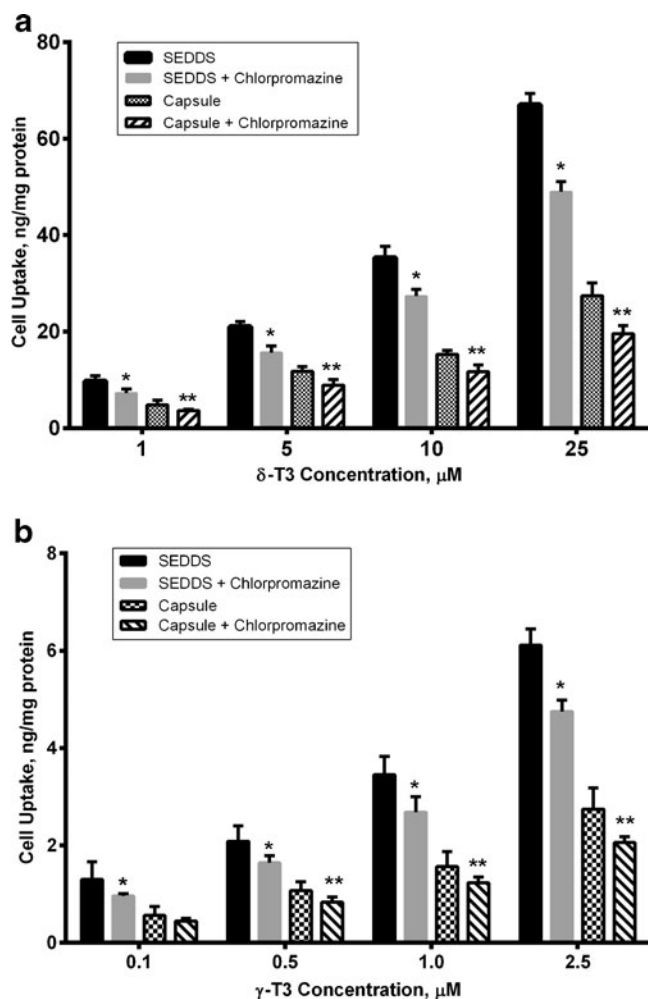 a
80
60
40
20
0
Cell Uptake, ng/mg protein
SEDDS
SEDDS + Chlorpromazine
Capsule
Capsule + Chlorpromazine
*
**
*
**
*
**
*
**
1
5
10
25
δ-T3 Concentration, μM
b
8
6
4
2
0
Cell Uptake, ng/mg protein
SEDDS
SEDDS + Chlorpromazine
Capsule
Capsule + Chlorpromazine
*
*
**
*
**
*
**
0.1
0.5
1.0
2.5
γ-T3 Concentration, μM